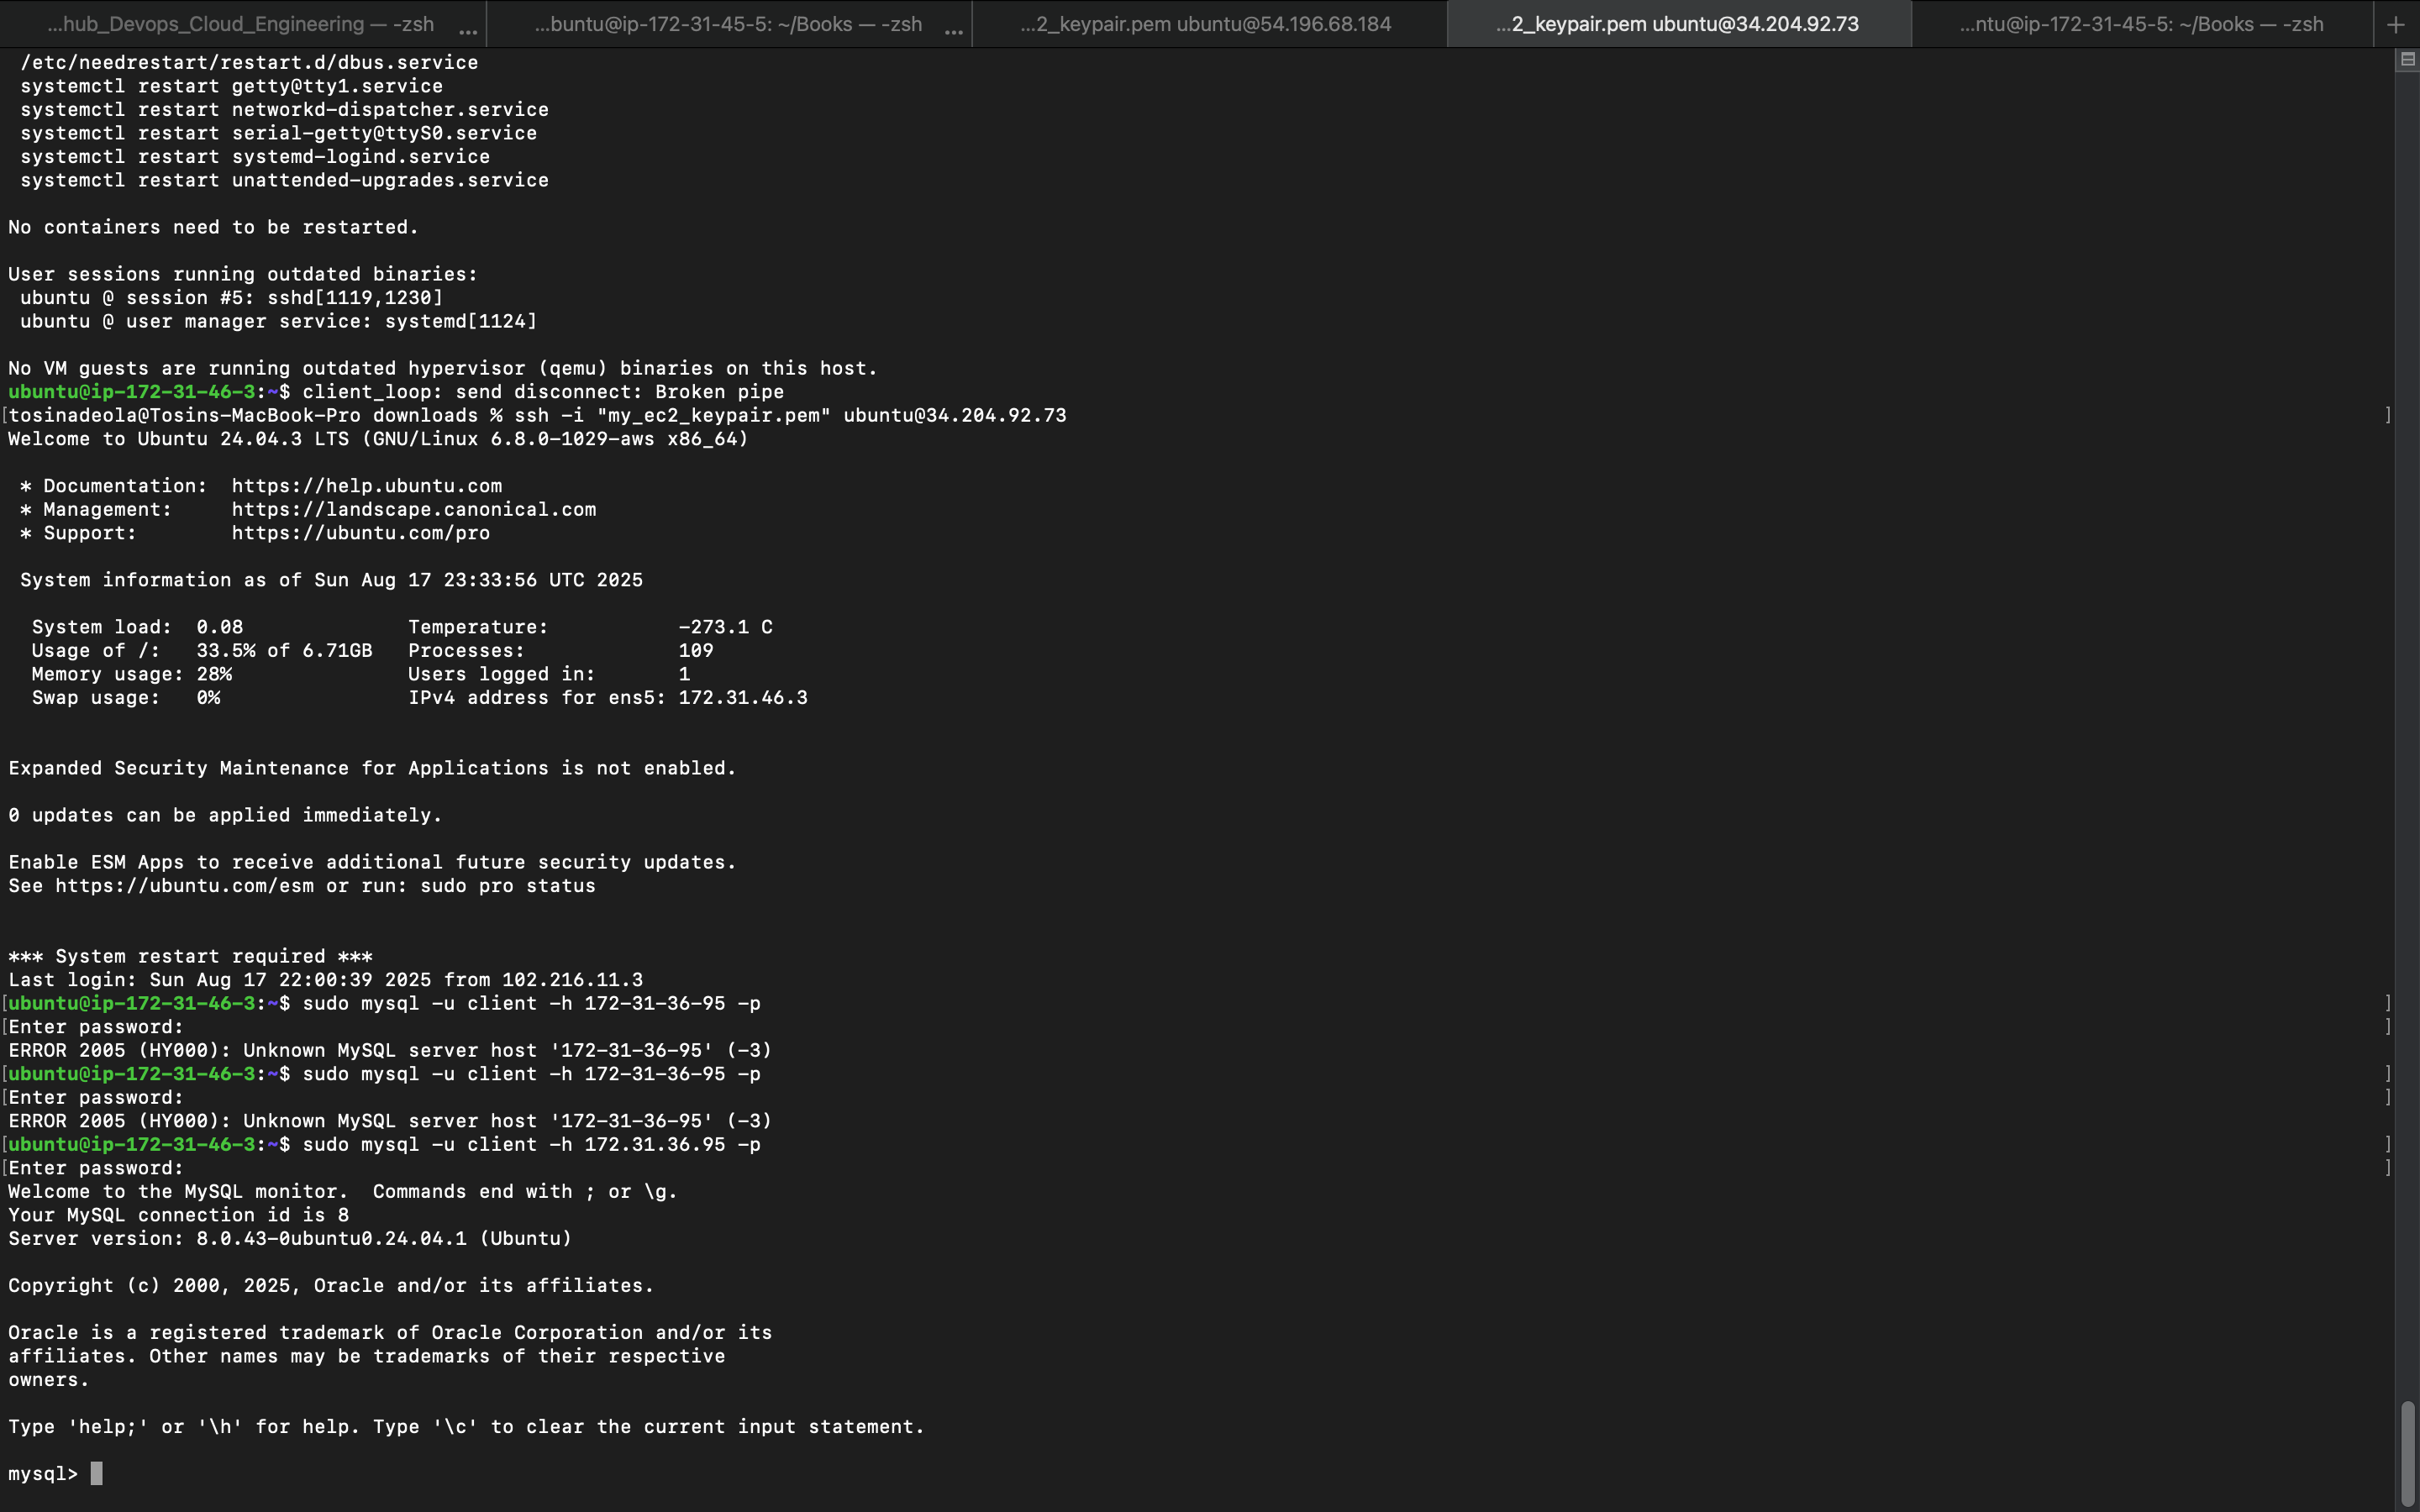 ...hub_Devops_Cloud_Engineering — -zsh ...
...buntu@ip-172-31-45-5: ~/Books — -zsh ...
...2_keypair.pem ubuntu@54.196.68.184
...2_keypair.pem ubuntu@34.204.92.73
...ntu@ip-172-31-45-5: ~/Books — -zsh
+
/etc/needrestart/restart.d/dbus.service
systemctl restart getty@tty1.service
systemctl restart networkd-dispatcher.service
systemctl restart serial-getty@ttyS0.service
systemctl restart systemd-logind.service
systemctl restart unattended-upgrades.service
No containers need to be restarted.
User sessions running outdated binaries:
ubuntu @ session #5: sshd[1119,1230]
ubuntu @ user manager service: systemd[1124]
No VM guests are running outdated hypervisor (qemu) binaries on this host.
ubuntu@ip-172-31-46-3:~$ client_loop: send disconnect: Broken pipe
[tosinadeola@Tosins-MacBook-Pro downloads % ssh -i "my_ec2_keypair.pem" ubuntu@34.204.92.73 ]
Welcome to Ubuntu 24.04.3 LTS (GNU/Linux 6.8.0-1029-aws x86_64)
* Documentation:  https://help.ubuntu.com
* Management:     https://landscape.canonical.com
* Support:        https://ubuntu.com/pro
System information as of Sun Aug 17 23:33:56 UTC 2025
System load:  0.08              Temperature:           -273.1 C
Usage of /:   33.5% of 6.71GB   Processes:             109
Memory usage: 28%               Users logged in:       1
Swap usage:   0%                IPv4 address for ens5: 172.31.46.3
Expanded Security Maintenance for Applications is not enabled.
0 updates can be applied immediately.
Enable ESM Apps to receive additional future security updates.
See https://ubuntu.com/esm or run: sudo pro status
*** System restart required ***
Last login: Sun Aug 17 22:00:39 2025 from 102.216.11.3
[ubuntu@ip-172-31-46-3:~$ sudo mysql -u client -h 172-31-36-95 -p ]
[Enter password: ]
ERROR 2005 (HY000): Unknown MySQL server host '172-31-36-95' (-3)
[ubuntu@ip-172-31-46-3:~$ sudo mysql -u client -h 172-31-36-95 -p ]
[Enter password: ]
ERROR 2005 (HY000): Unknown MySQL server host '172-31-36-95' (-3)
[ubuntu@ip-172-31-46-3:~$ sudo mysql -u client -h 172.31.36.95 -p ]
[Enter password: ]
Welcome to the MySQL monitor.  Commands end with ; or \g.
Your MySQL connection id is 8
Server version: 8.0.43-0ubuntu0.24.04.1 (Ubuntu)
Copyright (c) 2000, 2025, Oracle and/or its affiliates.
Oracle is a registered trademark of Oracle Corporation and/or its
affiliates. Other names may be trademarks of their respective
owners.
Type 'help;' or '\h' for help. Type '\c' to clear the current input statement.
mysql>